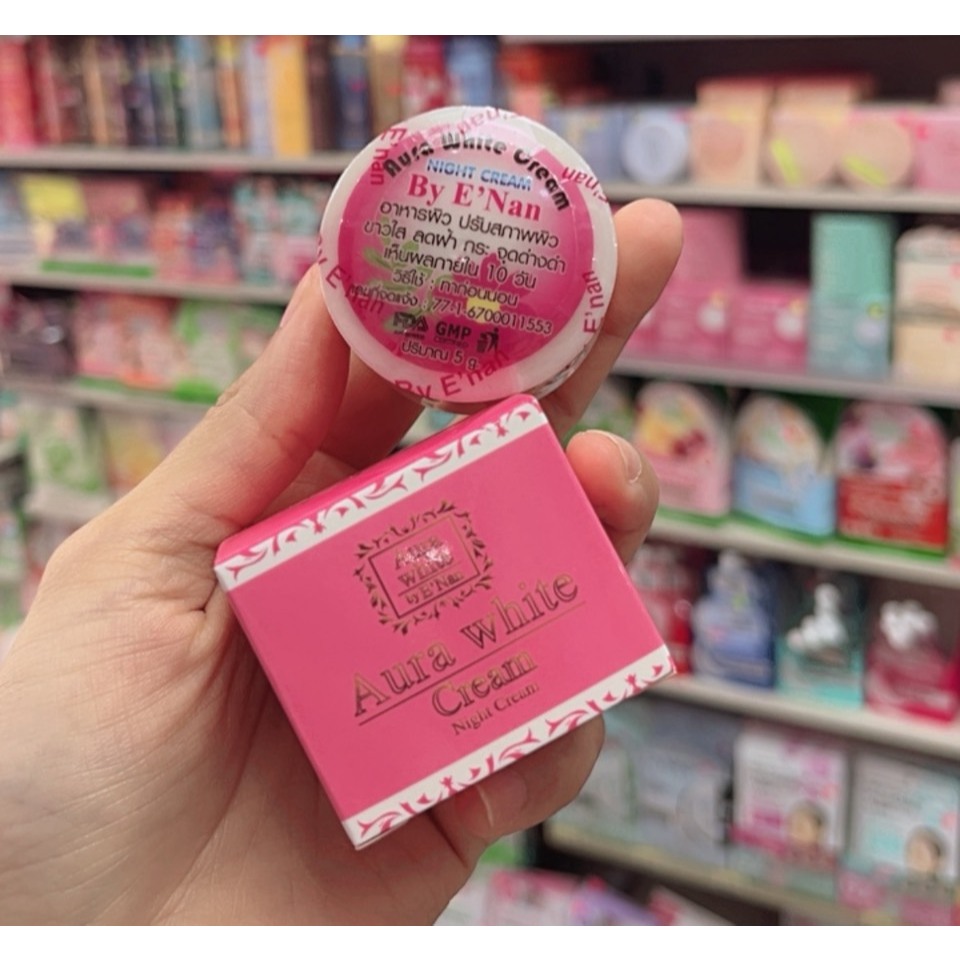 Aura White Cream
NIGHT CREAM
By E'Nan
อาหารผิว ปรับสภาพผิว
ขาวใส ลดฝ้า กระ จุดด่างดำ
เห็นผลภายใน 10 วัน
วิธีใช้ : ทาก่อนนอน
77-1-6700011553
FDA GMP
ปริมาณ 5 g.
By E'nan
Aura
white
by E'Nan
Aura white
Cream
Night Cream